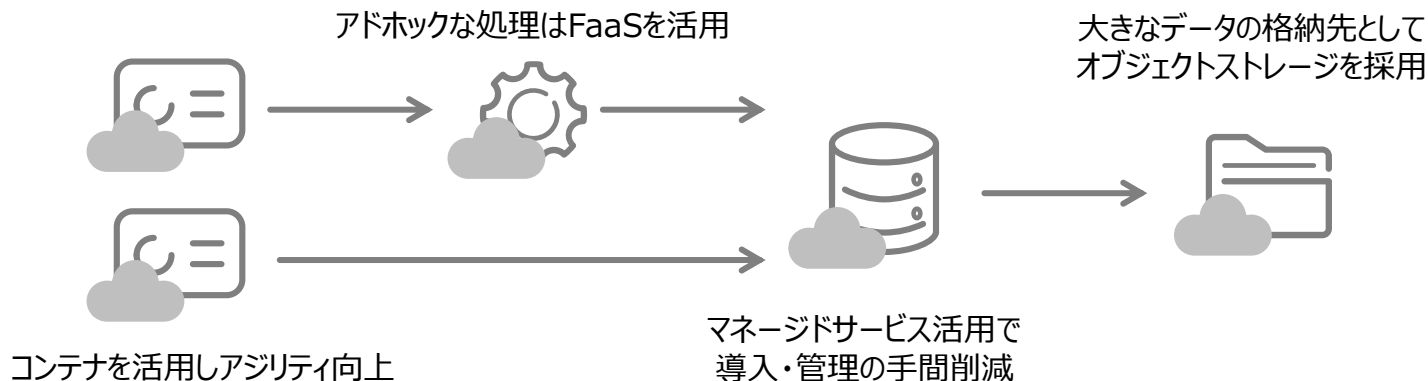 アドホックな処理はFaaSを活用
大きなデータの格納先として
オブジェクトストレージを採用
マネージドサービス活用で
導入・管理の手間削減
コンテナを活用しアジリティ向上